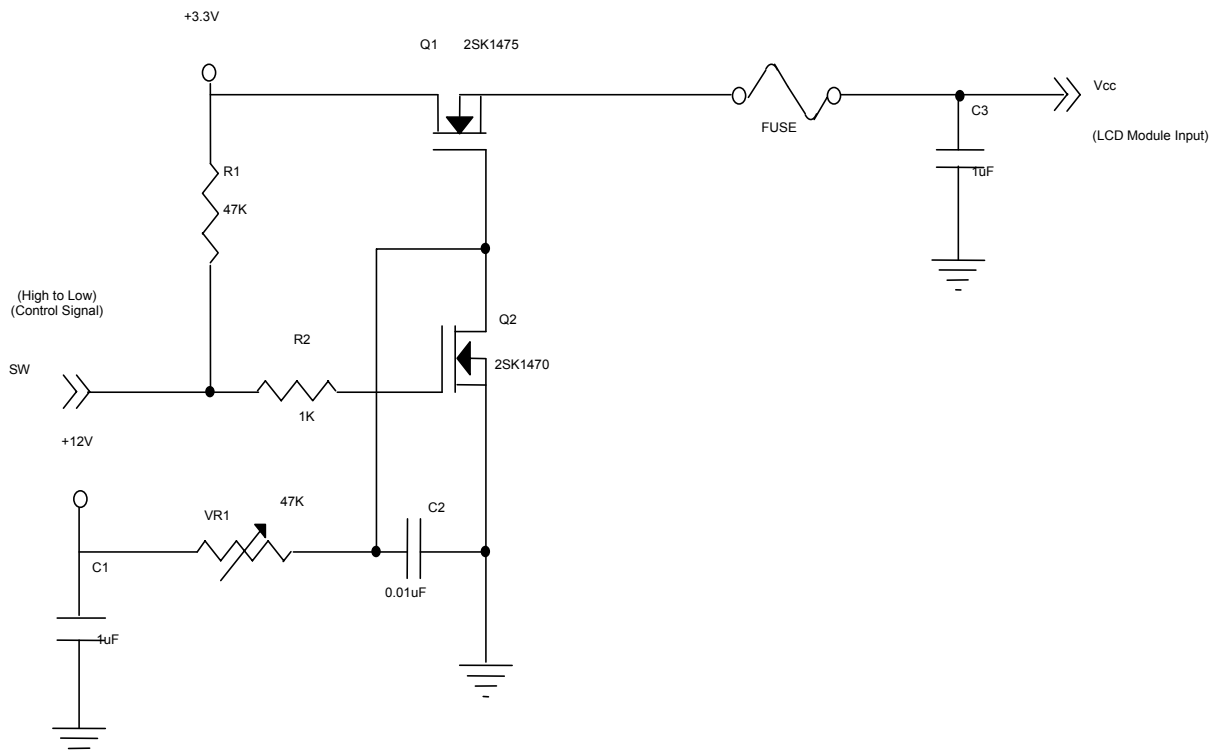 +3.3V
Q1 2SK1475
Vcc
C3
FUSE
(LCD Module Input)
R1
1uF
47K
(High to Low)
(Control Signal)
Q2
R2
SW
2SK1470
1K
+12V
47K
C2
VR1
C1
0.01uF
1uF